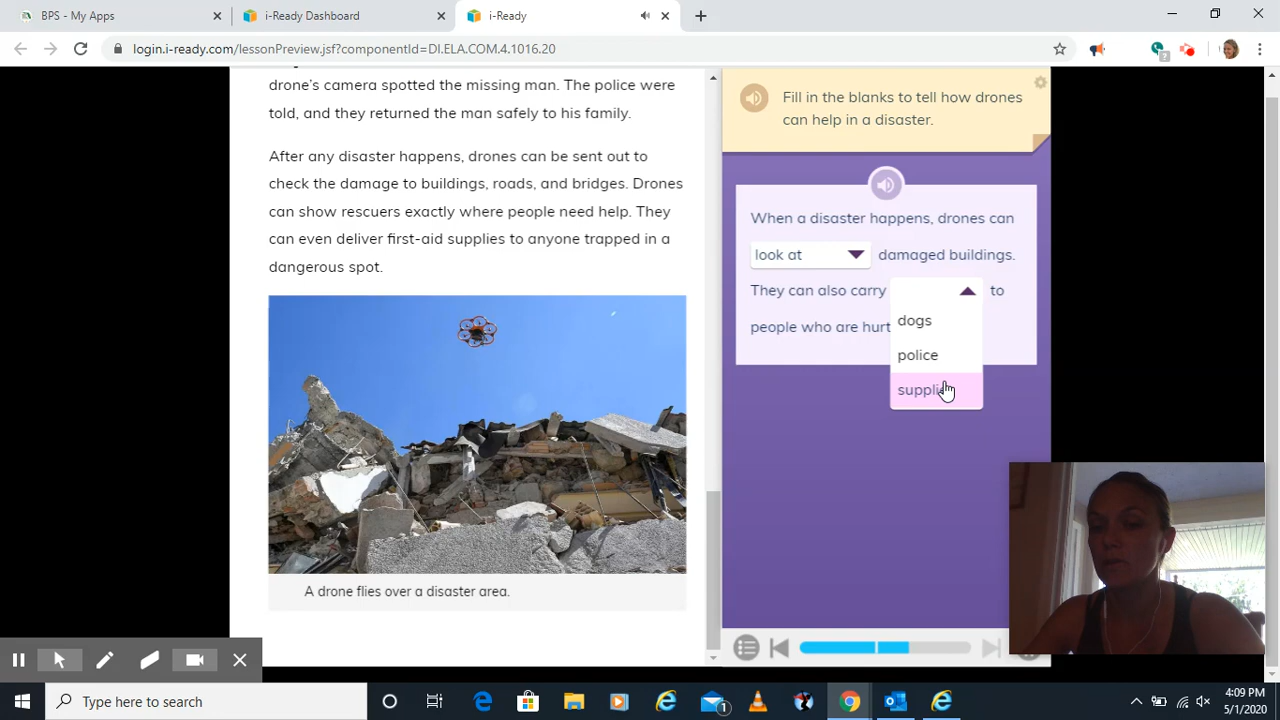 BPS - My Apps
i-Ready Dashboard
i-Ready
login.i-ready.com/lessonPreview.jsf?componentId=DI.ELA.COM.4.1016.20
drone's camera spotted the missing man. The police were
told, and they returned the man safely to his family.
After any disaster happens, drones can be sent out to
check the damage to buildings, roads, and bridges. Drones
can show rescuers exactly where people need help. They
can even deliver first-aid supplies to anyone trapped in a
dangerous spot.
A drone flies over a disaster area.
Fill in the blanks to tell how drones
can help in a disaster.
When a disaster happens, drones can
look at damaged buildings.
They can also carry to
people who are hurt
dogs
police
Type here to search
1
4:09 PM
5/1/2020